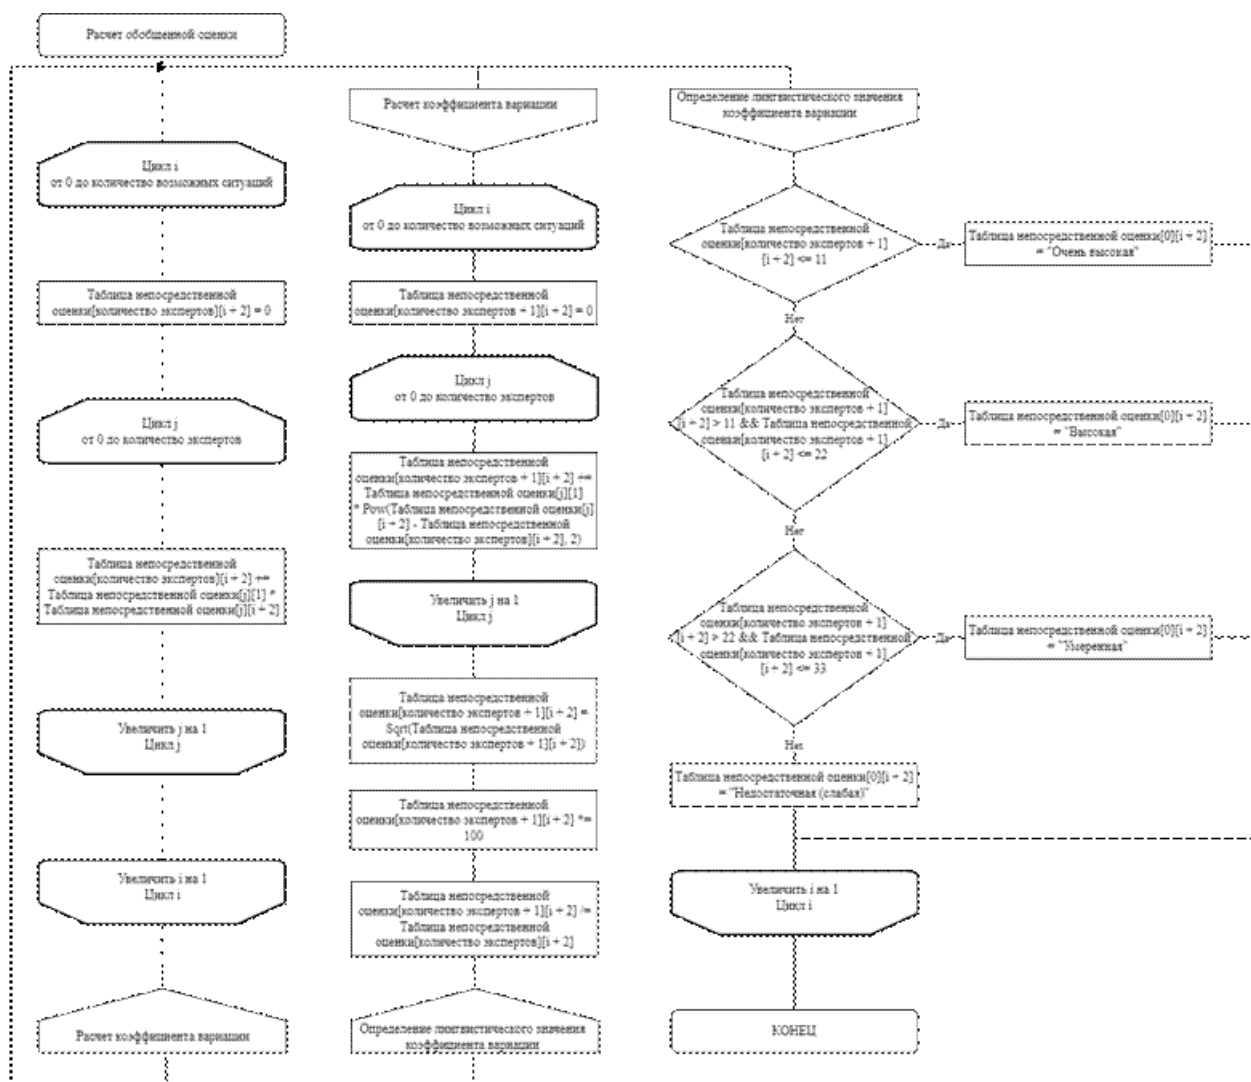 Расчет обобщенной оценки
Цикл i
от 0 до количество возможных ситуаций
Таблица непосредственной
оценки[количество экспертов][i + 2] = 0
Цикл j
от 0 до количество экспертов
Таблица непосредственной
оценки[количество экспертов][i + 2] +=
Таблица непосредственной оценки[j][1] *
Таблица непосредственной оценки[j][i + 2]
Увеличить j на 1
Цикл j
Увеличить i на 1
Цикл i
Расчет коэффициента вариации
Расчет коэффициента вариации
Цикл i
от 0 до количество возможных ситуаций
Таблица непосредственной
оценки[количество экспертов + 1][i + 2] = 0
Цикл j
от 0 до количество экспертов
Таблица непосредственной
оценки[количество экспертов + 1][i + 2] +=
Таблица непосредственной оценки[j][1]
* Pow(Таблица непосредственной оценки[j]
[i + 2] - Таблица непосредственной
оценки[количество экспертов][i + 2], 2)
Увеличить j на 1
Цикл j
Таблица непосредственной
оценки[количество экспертов + 1][i + 2] =
Sqrt(Таблица непосредственной
оценки[количество экспертов + 1][i + 2])
Таблица непосредственной
оценки[количество экспертов + 1][i + 2] *=
100
Таблица непосредственной
оценки[количество экспертов + 1][i + 2] /=
Таблица непосредственной
оценки[количество экспертов][i + 2]
Определение лингвистического значения
коэффициента вариации
Определение лингвистического значения
коэффициента вариации
Таблица непосредственной
оценки[количество экспертов + 1]
[i + 2] <= 11
Да
Таблица непосредственной оценки[0][i + 2]
= "Очень высокая"
Нет
Таблица непосредственной
оценки[количество экспертов + 1]
[i + 2] > 11 && Таблица непосредственной
оценки[количество экспертов + 1]
[i + 2] <= 22
Да
Таблица непосредственной оценки[0][i + 2]
= "Высокая"
Нет
Таблица непосредственной
оценки[количество экспертов + 1]
[i + 2] > 22 && Таблица непосредственной
оценки[количество экспертов + 1]
[i + 2] <= 33
Да
Таблица непосредственной оценки[0][i + 2]
= "Умеренная"
Нет
Таблица непосредственной оценки[0][i + 2]
= "Недостаточная (слабая)"
Увеличить i на 1
Цикл i
КОНЕЦ